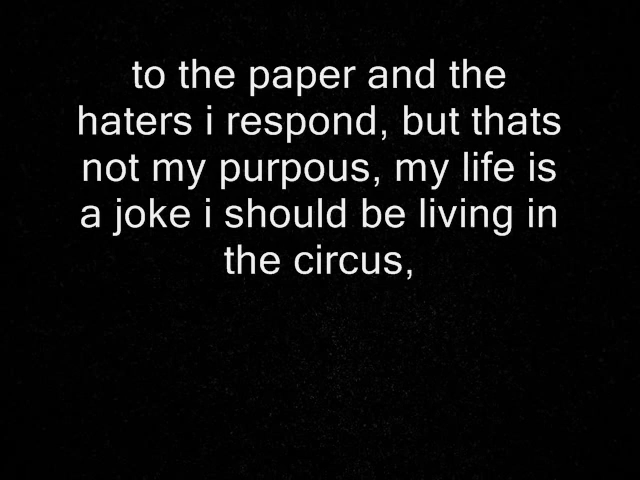 to the paper and the
haters i respond, but thats
not my purpous, my life is
a joke i should be living in
the circus,